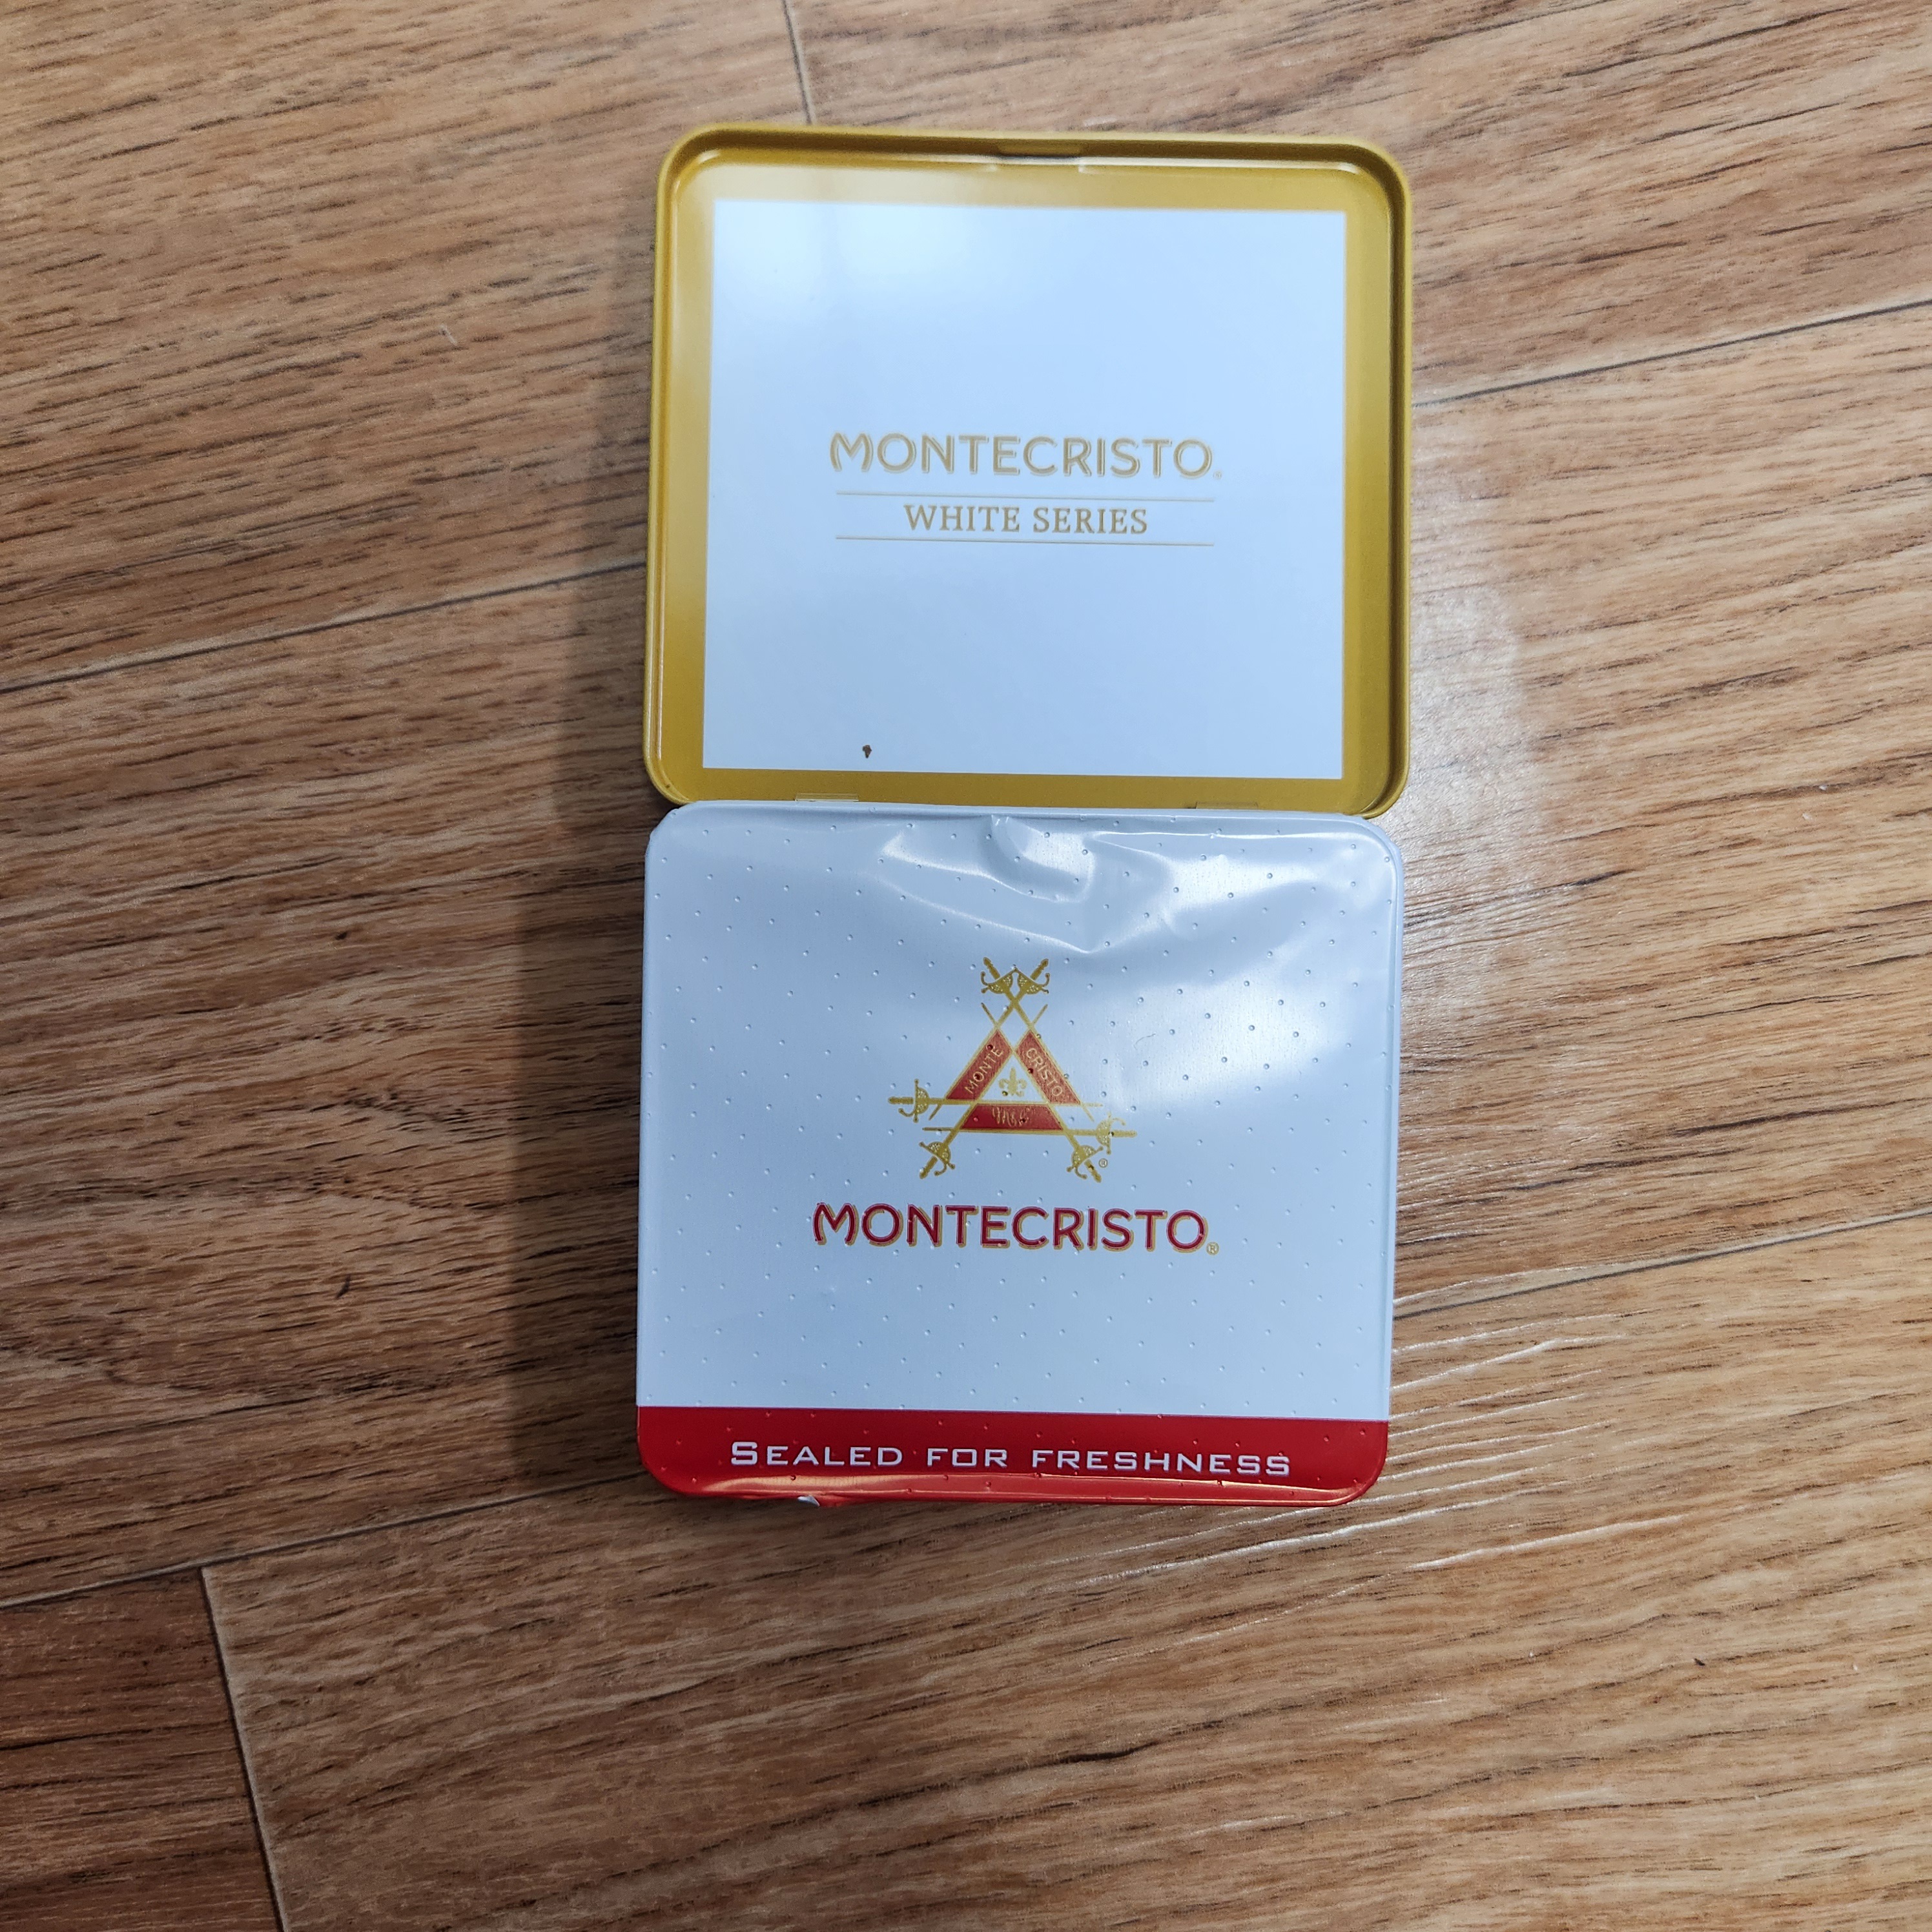 MONTECRISTO®
WHITE SERIES
MONTE CRISTO
MONTECRISTO®
SEALED FOR FRESHNESS